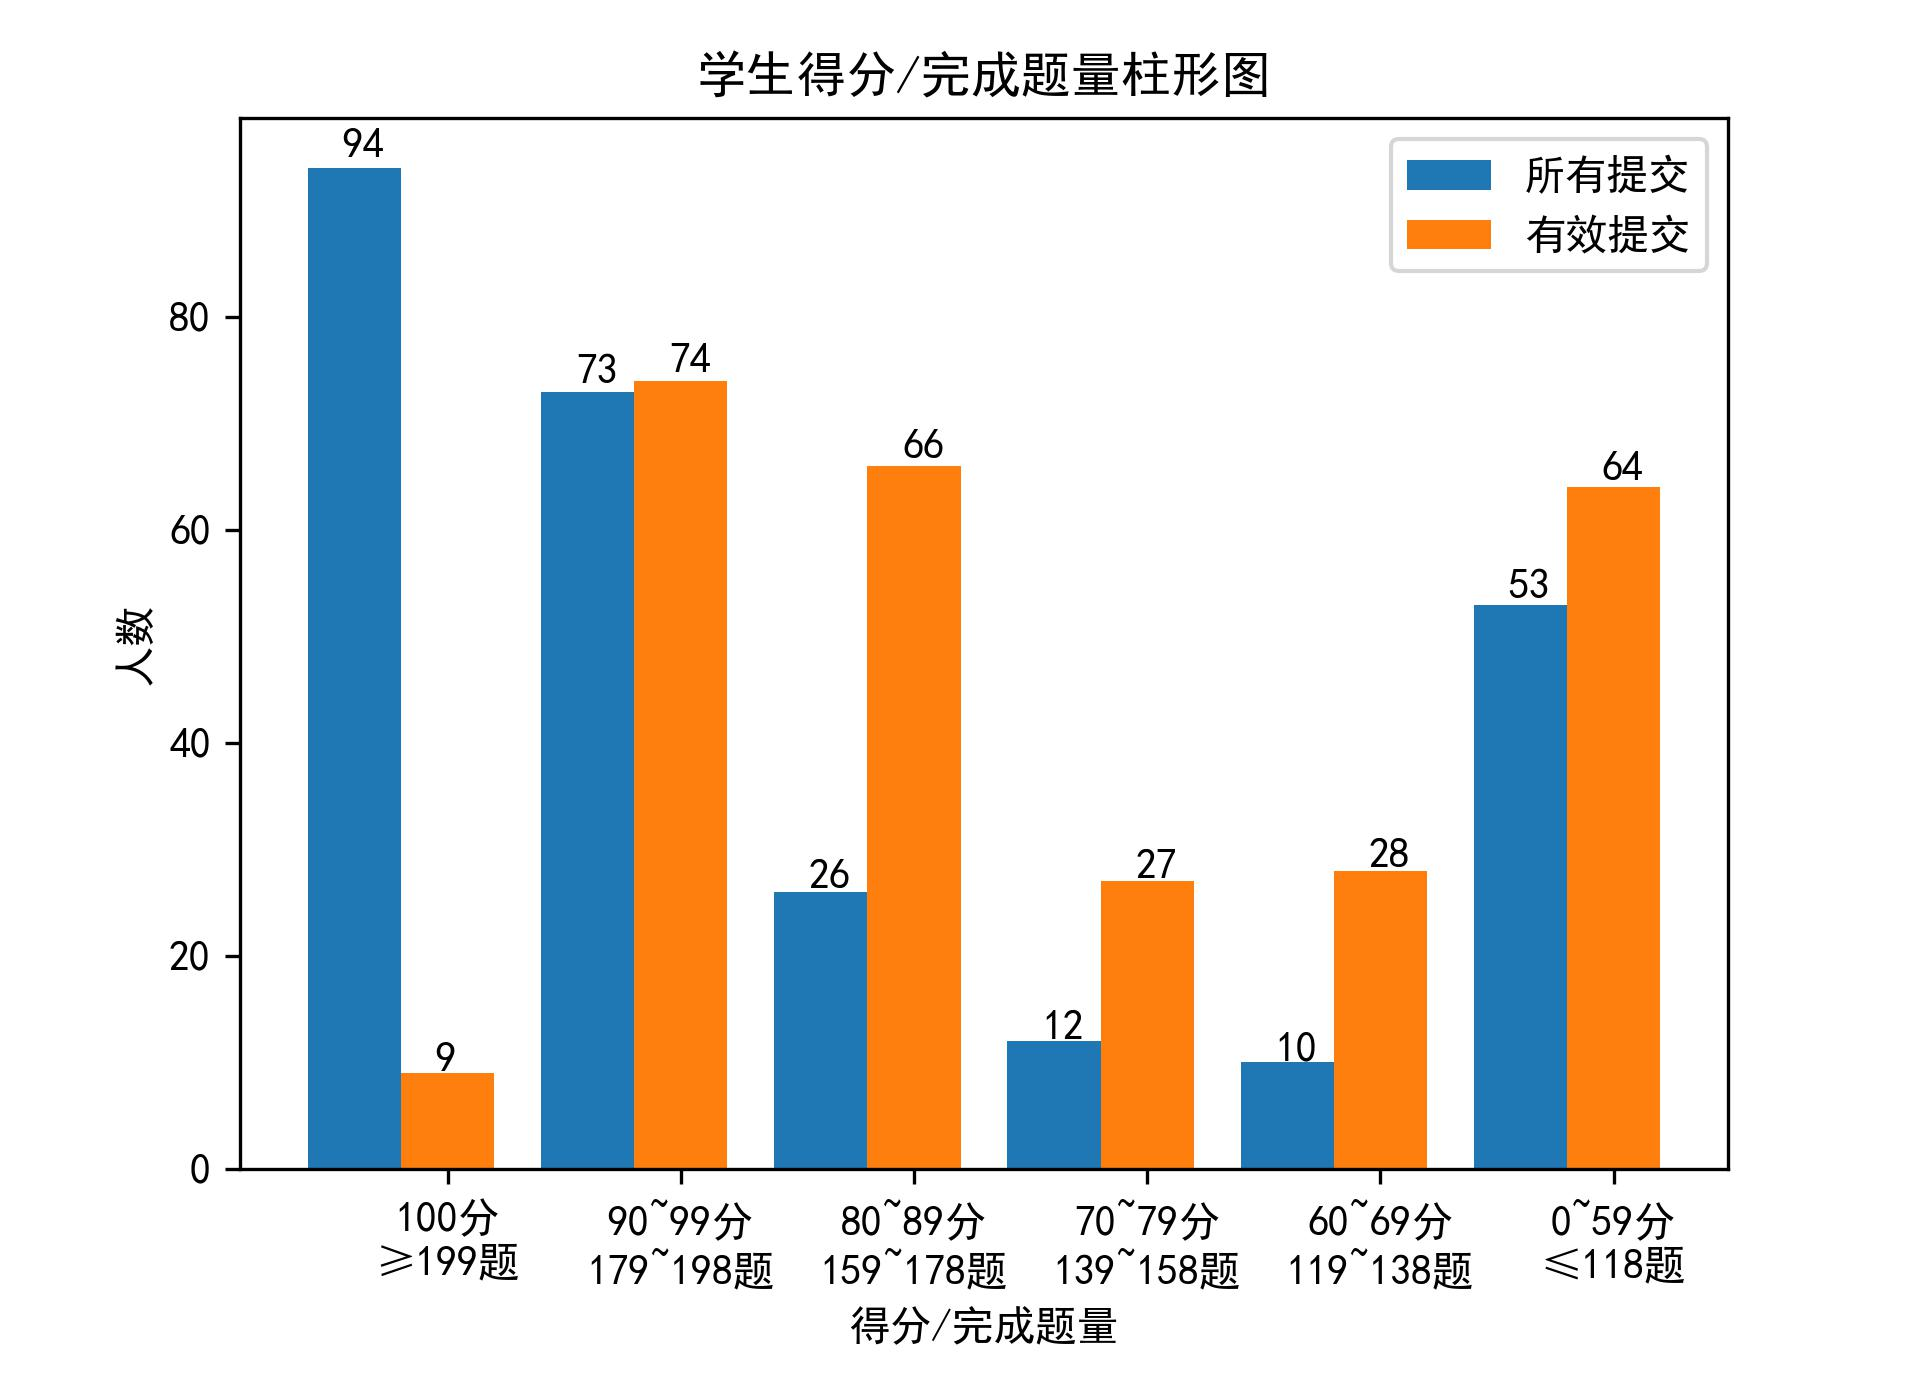 学生得分/完成题量柱形图
所有提交
有效提交
94
9
73
74
26
66
12
27
10
28
53
64
80
60
40
20
0
人数
100分
≥199题
90~99分
179~198题
80~89分
159~178题
70~79分
139~158题
60~69分
119~138题
0~59分
≤118题
得分/完成题量